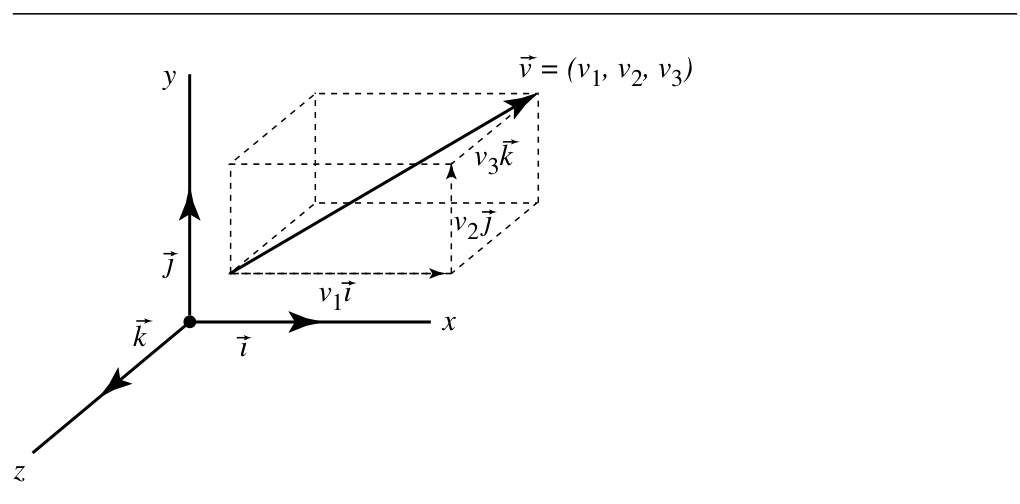 v⃗ = (v₁, v₂, v₃)
y
v₃k⃗
v₂j⃗
j⃗
v₁i⃗
k⃗
x
i⃗
z